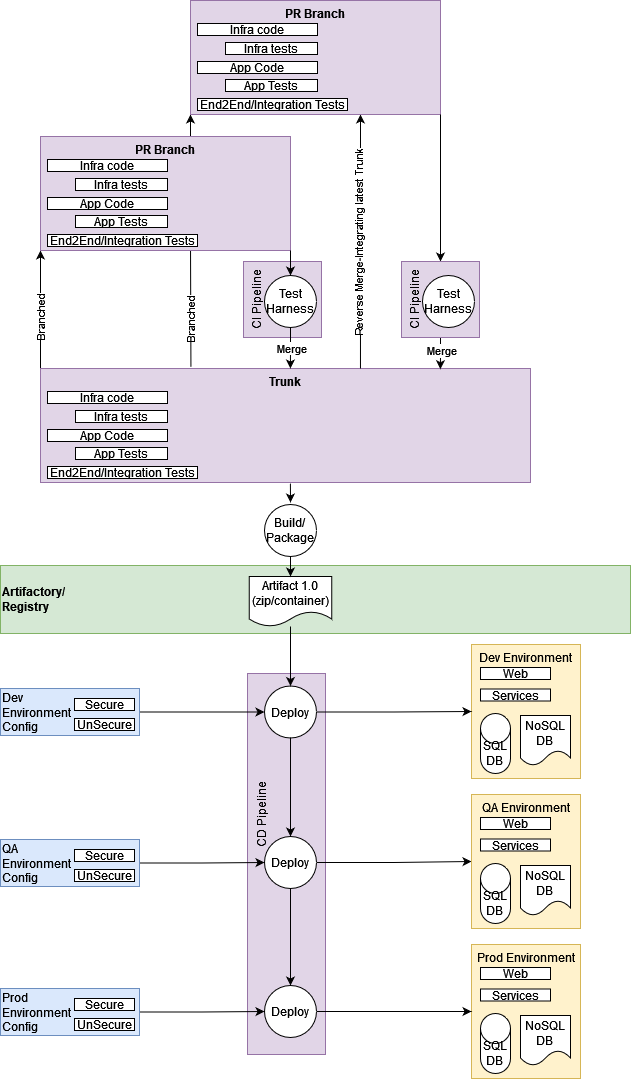 PR Branch
Infra code
Infra tests
App Code
App Tests
End2End/Integration Tests
PR Branch
Infra code
Infra tests
App Code
App Tests
End2End/Integration Tests
Branched
Branched
CI Pipeline
Test
Harness
Merge
Reverse Merge-Integrating latest Trunk
CI Pipeline
Test
Harness
Merge
Trunk
Infra code
Infra tests
App Code
App Tests
End2End/Integration Tests
Build/
Package
Artifactory/
Registry
Artifact 1.0
(zip/container)
CD Pipeline
Dev
Environment
Config
Secure
UnSecure
Deploy
Dev Environment
Web
Services
SQL
DB
NoSQL
DB
QA
Environment
Config
Secure
UnSecure
Deploy
QA Environment
Web
Services
SQL
DB
NoSQL
DB
Prod
Environment
Config
Secure
UnSecure
Deploy
Prod Environment
Web
Services
SQL
DB
NoSQL
DB